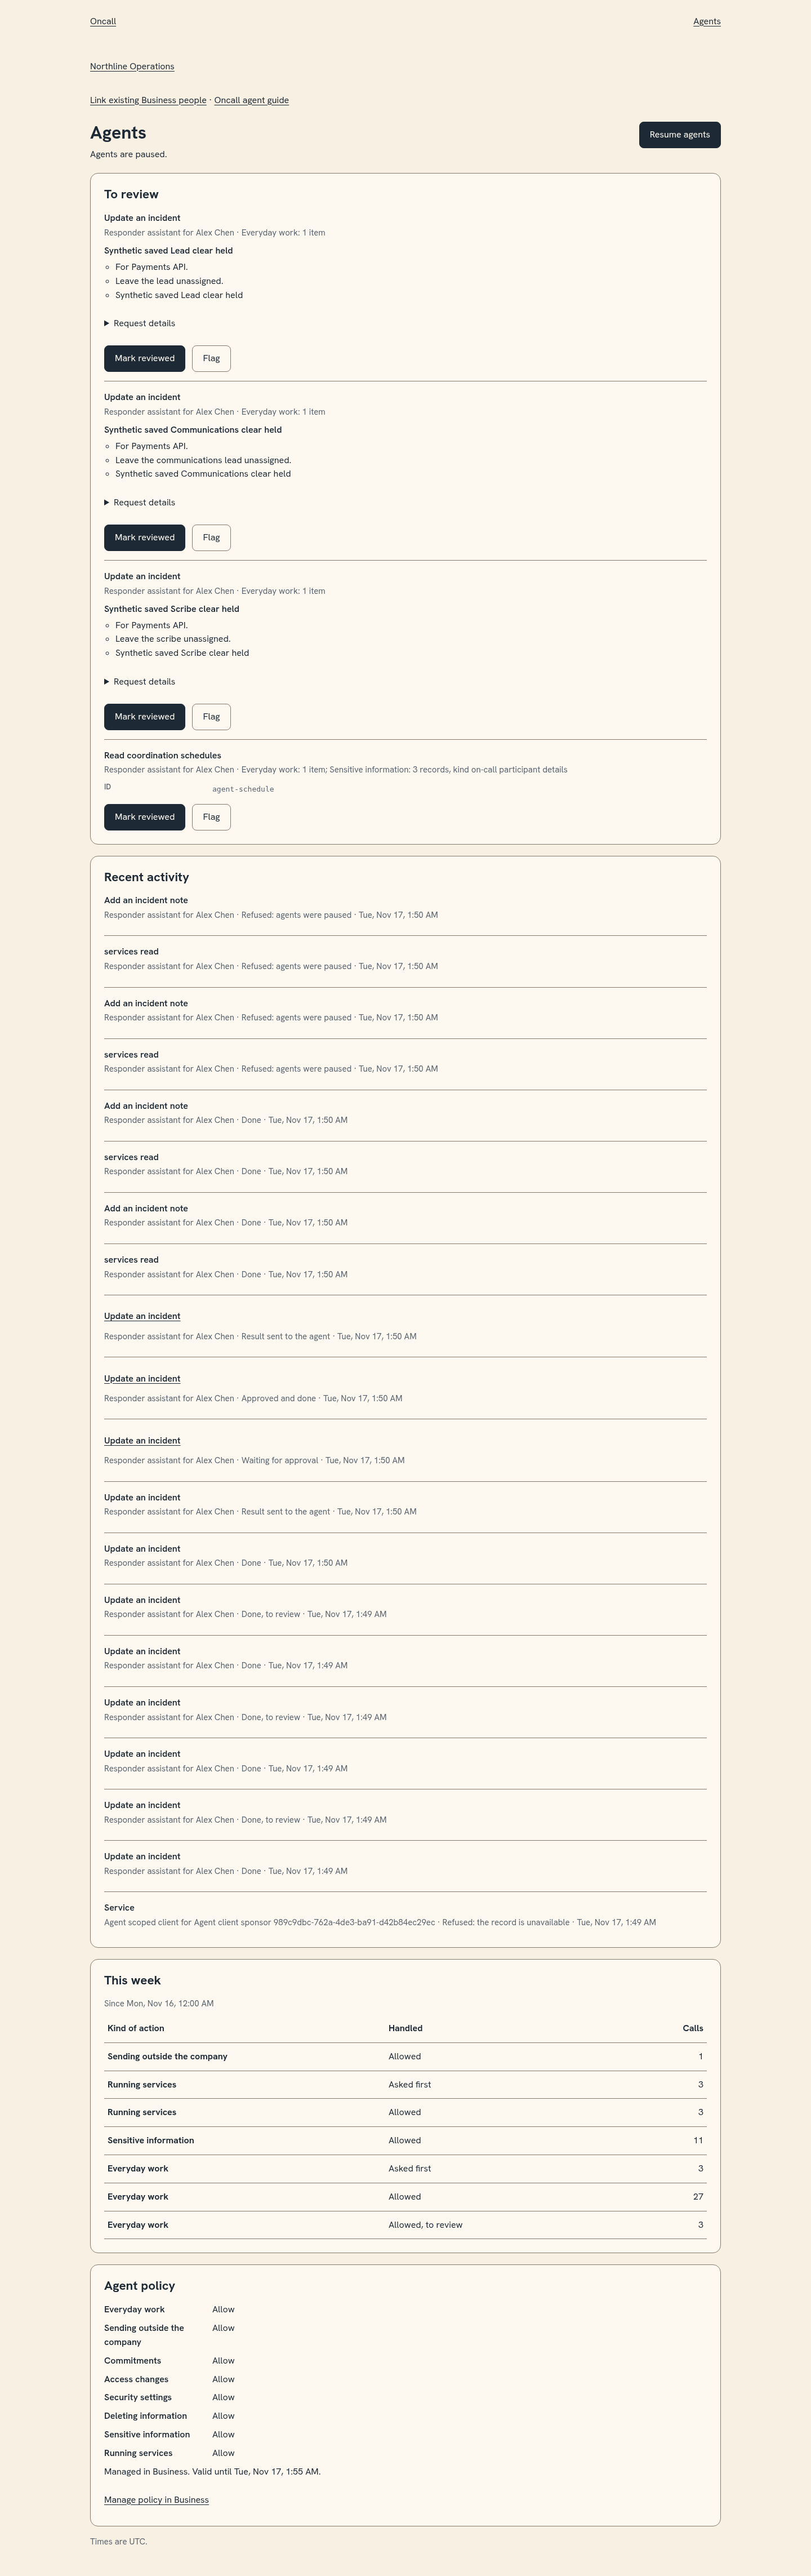 Oncall
Agents
Northline Operations
Link existing Business people · Oncall agent guide
Agents
Resume agents
Agents are paused.
To review
Update an incident
Responder assistant for Alex Chen · Everyday work: 1 item
Synthetic saved Lead clear held
For Payments API.
Leave the lead unassigned.
Synthetic saved Lead clear held
Request details
Mark reviewed
Flag
Update an incident
Responder assistant for Alex Chen · Everyday work: 1 item
Synthetic saved Communications clear held
For Payments API.
Leave the communications lead unassigned.
Synthetic saved Communications clear held
Request details
Mark reviewed
Flag
Update an incident
Responder assistant for Alex Chen · Everyday work: 1 item
Synthetic saved Scribe clear held
For Payments API.
Leave the scribe unassigned.
Synthetic saved Scribe clear held
Request details
Mark reviewed
Flag
Read coordination schedules
Responder assistant for Alex Chen · Everyday work: 1 item; Sensitive information: 3 records, kind on-call participant details
ID agent-schedule
Mark reviewed
Flag
Recent activity
Add an incident note
Responder assistant for Alex Chen · Refused: agents were paused · Tue, Nov 17, 1:50 AM
services read
Responder assistant for Alex Chen · Refused: agents were paused · Tue, Nov 17, 1:50 AM
Add an incident note
Responder assistant for Alex Chen · Refused: agents were paused · Tue, Nov 17, 1:50 AM
services read
Responder assistant for Alex Chen · Refused: agents were paused · Tue, Nov 17, 1:50 AM
Add an incident note
Responder assistant for Alex Chen · Done · Tue, Nov 17, 1:50 AM
services read
Responder assistant for Alex Chen · Done · Tue, Nov 17, 1:50 AM
Add an incident note
Responder assistant for Alex Chen · Done · Tue, Nov 17, 1:50 AM
services read
Responder assistant for Alex Chen · Done · Tue, Nov 17, 1:50 AM
Update an incident
Responder assistant for Alex Chen · Result sent to the agent · Tue, Nov 17, 1:50 AM
Update an incident
Responder assistant for Alex Chen · Approved and done · Tue, Nov 17, 1:50 AM
Update an incident
Responder assistant for Alex Chen · Waiting for approval · Tue, Nov 17, 1:50 AM
Update an incident
Responder assistant for Alex Chen · Result sent to the agent · Tue, Nov 17, 1:50 AM
Update an incident
Responder assistant for Alex Chen · Done · Tue, Nov 17, 1:50 AM
Update an incident
Responder assistant for Alex Chen · Done, to review · Tue, Nov 17, 1:49 AM
Update an incident
Responder assistant for Alex Chen · Done · Tue, Nov 17, 1:49 AM
Update an incident
Responder assistant for Alex Chen · Done, to review · Tue, Nov 17, 1:49 AM
Update an incident
Responder assistant for Alex Chen · Done · Tue, Nov 17, 1:49 AM
Update an incident
Responder assistant for Alex Chen · Done, to review · Tue, Nov 17, 1:49 AM
Update an incident
Responder assistant for Alex Chen · Done · Tue, Nov 17, 1:49 AM
Service
Agent scoped client for Agent client sponsor 989c9dbc-762a-4de3-ba91-d42b84ec29ec · Refused: the record is unavailable · Tue, Nov 17, 1:49 AM
This week
Since Mon, Nov 16, 12:00 AM
Kind of action Handled Calls
Sending outside the company Allowed 1
Running services Asked first 3
Running services Allowed 3
Sensitive information Allowed 11
Everyday work Asked first 3
Everyday work Allowed 27
Everyday work Allowed, to review 3
Agent policy
Everyday work Allow
Sending outside the company Allow
Commitments Allow
Access changes Allow
Security settings Allow
Deleting information Allow
Sensitive information Allow
Running services Allow
Managed in Business. Valid until Tue, Nov 17, 1:55 AM.
Manage policy in Business
Times are UTC.